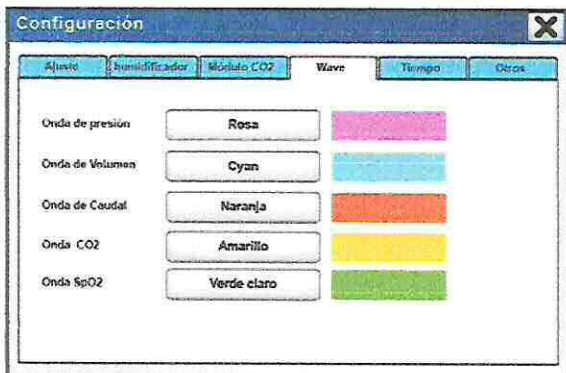 Configuración
Ajuste humidificador Módulo CO2 Wave Tiempo Otros
Onda de presión Rosa
Onda de Volumen Cyan
Onda de Caudal Naranja
Onda CO2 Amarillo
Onda SpO2 Verde claro